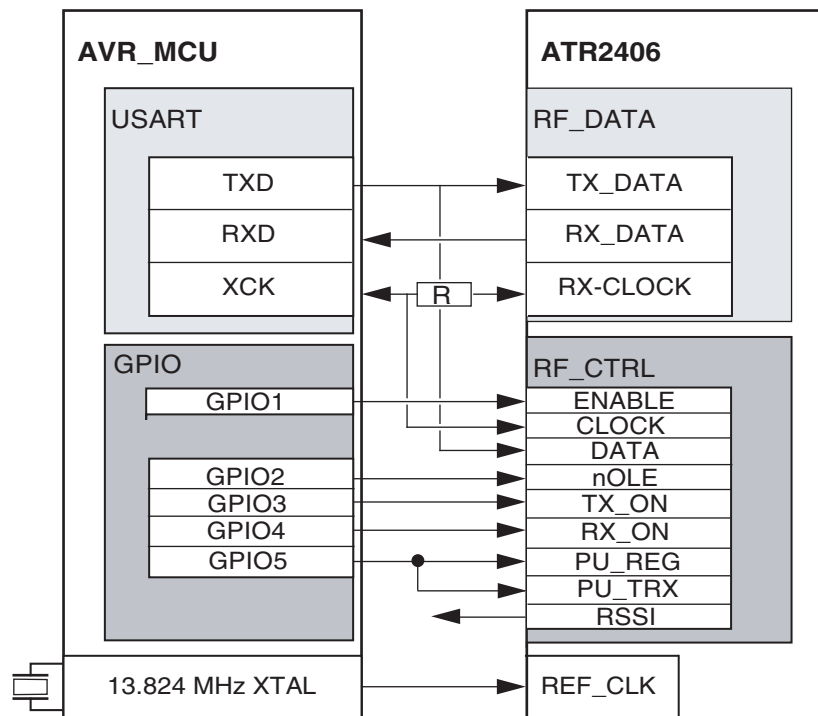 AVR_MCU
USART
TXD
RXD
XCK
GPIO
GPIO1
GPIO2
GPIO3
GPIO4
GPIO5
13.824 MHz XTAL
R
ATR2406
RF_DATA
TX_DATA
RX_DATA
RX-CLOCK
RF_CTRL
ENABLE
CLOCK
DATA
nOLE
TX_ON
RX_ON
PU_REG
PU_TRX
RSSI
REF_CLK